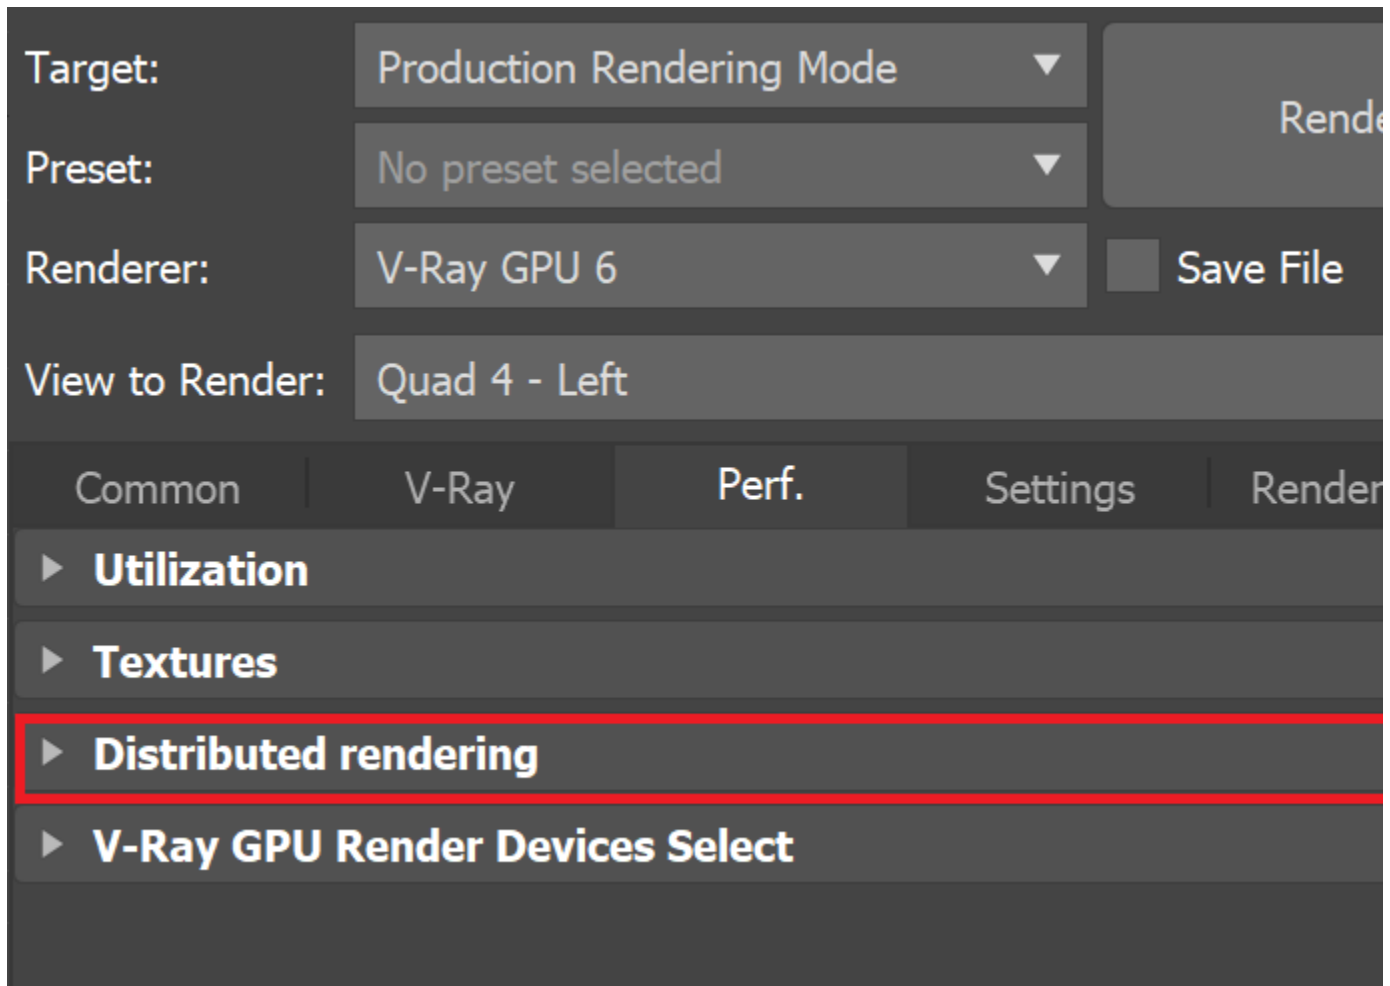 Target: Production Rendering Mode
Preset: No preset selected
Renderer: V-Ray GPU 6 Save File
View to Render: Quad 4 - Left
Common V-Ray Perf. Settings Render
Utilization
Textures
Distributed rendering
V-Ray GPU Render Devices Select